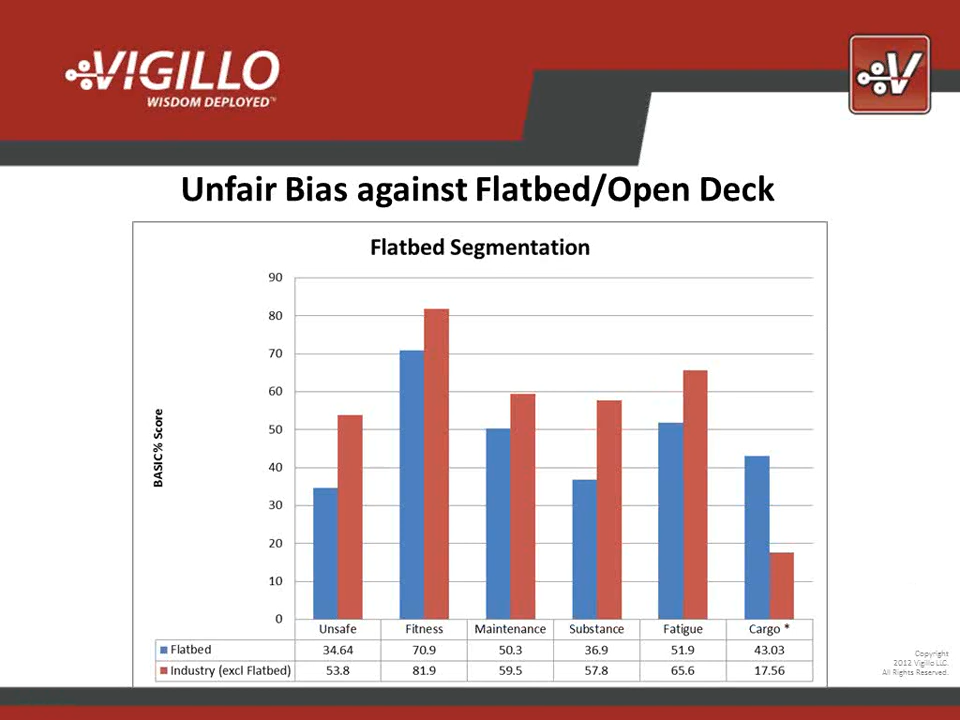 VIGILLO
WISDOM DEPLOYED™
V
Unfair Bias against Flatbed/Open Deck
Flatbed Segmentation
BASIC% Score
90
80
70
60
50
40
30
20
10
0
Unsafe Fitness Maintenance Substance Fatigue Cargo *
Flatbed 34.64 70.9 50.3 36.9 51.9 43.03
Industry (excl Flatbed) 53.8 81.9 59.5 57.8 65.6 17.56
Copyright
2012 Vigillo LLC.
All Rights Reserved.